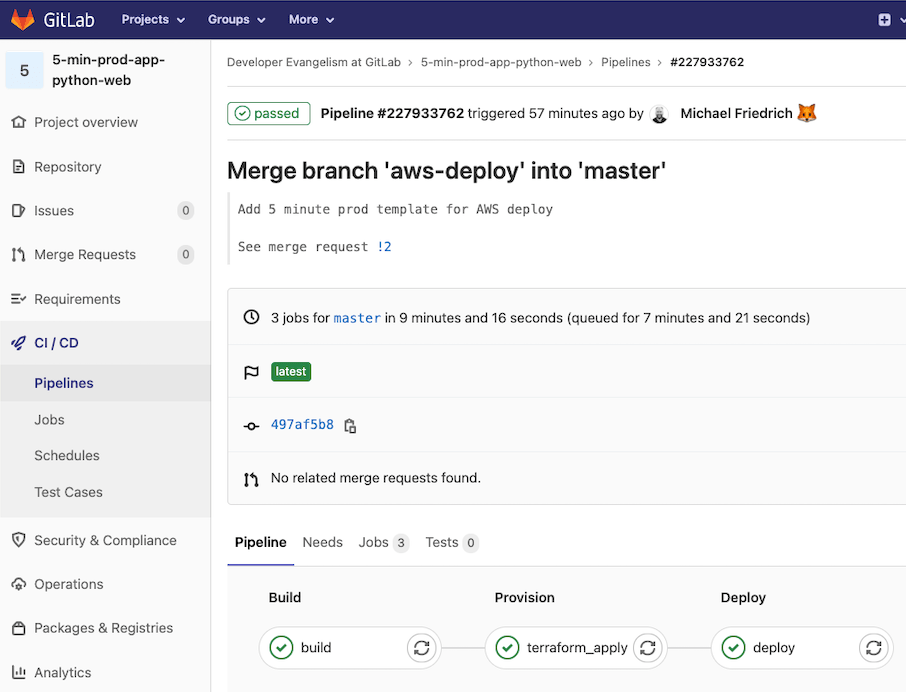 GitLab Projects Groups More
5
5-min-prod-app-
python-web
Project overview
Repository
Issues 0
Merge Requests 0
Requirements
CI / CD
Pipelines
Jobs
Schedules
Test Cases
Security & Compliance
Operations
Packages & Registries
Analytics
Developer Evangelism at GitLab › 5-min-prod-app-python-web › Pipelines › #227933762
passed Pipeline #227933762 triggered 57 minutes ago by Michael Friedrich
Merge branch 'aws-deploy' into 'master'
Add 5 minute prod template for AWS deploy
See merge request !2
3 jobs for master in 9 minutes and 16 seconds (queued for 7 minutes and 21 seconds)
latest
497af5b8
No related merge requests found.
Pipeline Needs Jobs 3 Tests 0
Build Provision Deploy
build terraform_apply deploy